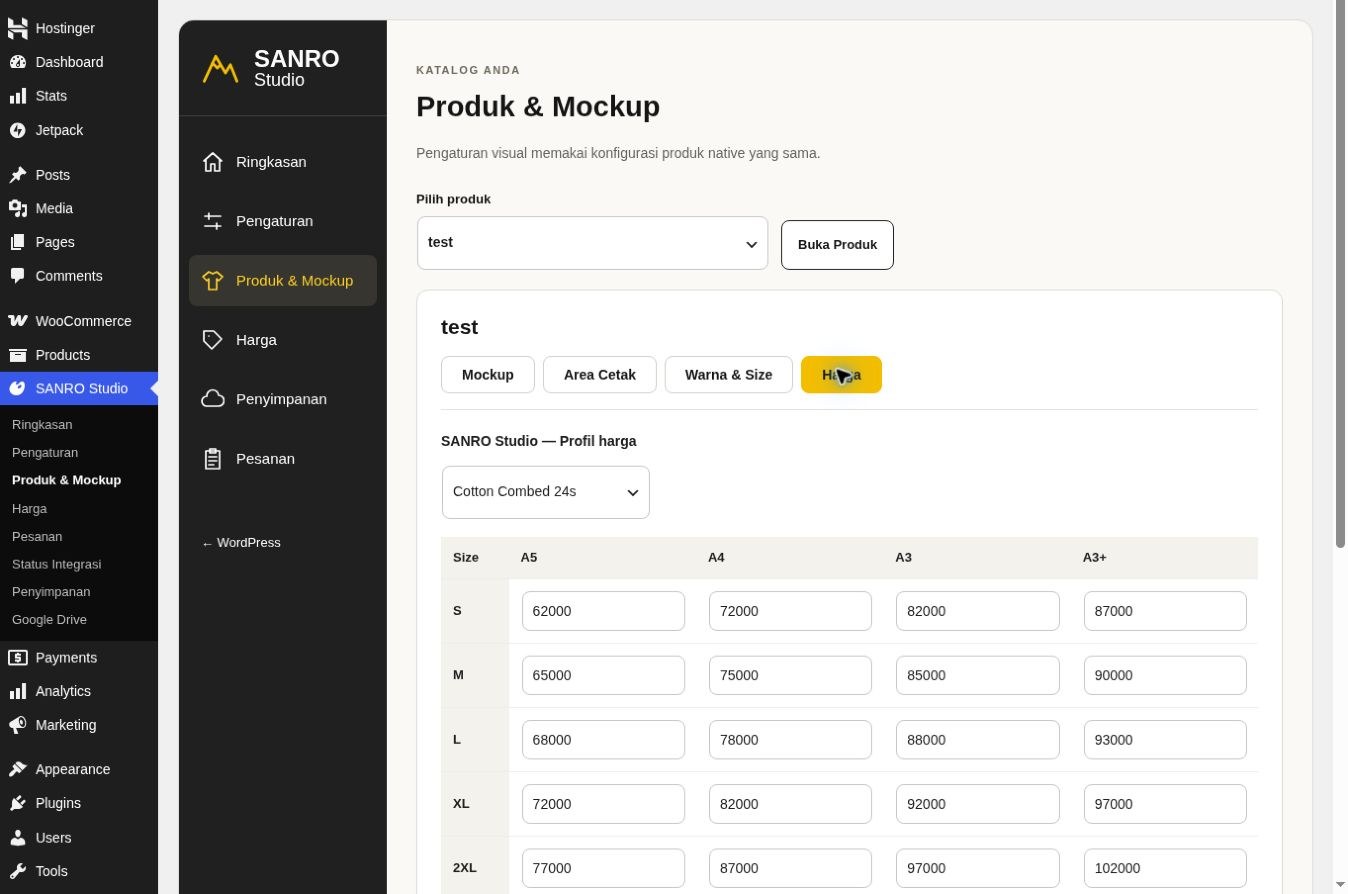 Hostinger
Dashboard
Stats
Jetpack
Posts
Media
Pages
Comments
WooCommerce
Products
SANRO Studio
Ringkasan
Pengaturan
Produk & Mockup
Harga
Pesanan
Status Integrasi
Penyimpanan
Google Drive
Payments
Analytics
Marketing
Appearance
Plugins
Users
Tools
SANRO
Studio
Ringkasan
Pengaturan
Produk & Mockup
Harga
Penyimpanan
Pesanan
← WordPress
KATALOG ANDA
Produk & Mockup
Pengaturan visual memakai konfigurasi produk native yang sama.
Pilih produk
test
Buka Produk
test
Mockup Area Cetak Warna & Size Harga
SANRO Studio — Profil harga
Cotton Combed 24s
Size A5 A4 A3 A3+
S 62000 72000 82000 87000
M 65000 75000 85000 90000
L 68000 78000 88000 93000
XL 72000 82000 92000 97000
2XL 77000 87000 97000 102000